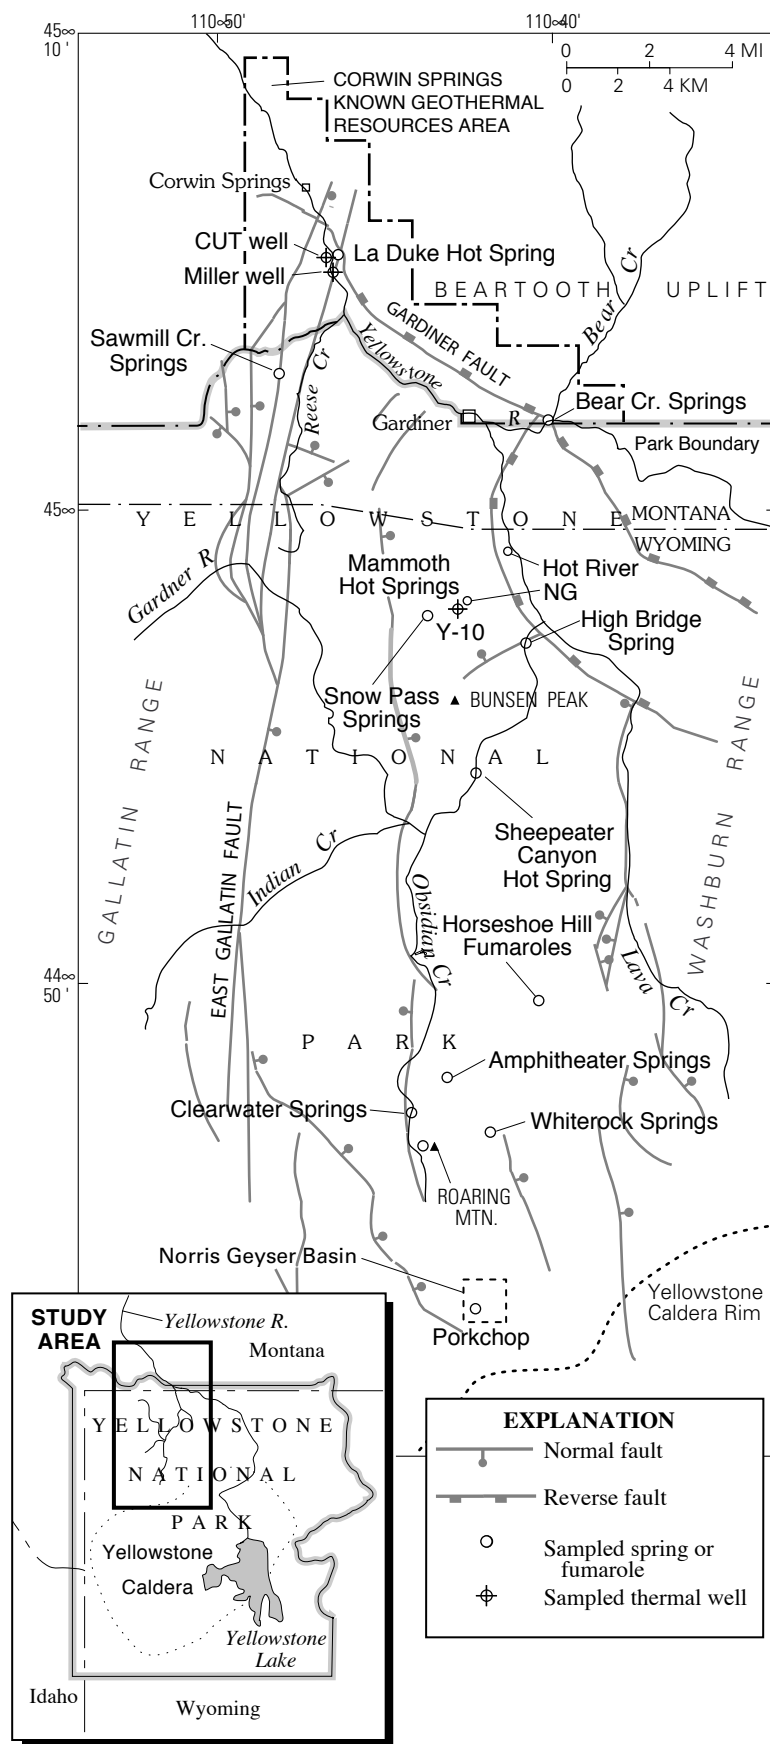 110∞50'
110∞40'
45∞
10'
0 2 4 MI
0 2 4 KM
CORWIN SPRINGS
KNOWN GEOTHERMAL
RESOURCES AREA
Corwin Springs
CUT well
La Duke Hot Spring
Miller well
BEARTOOTH UPLIFT
Bear Cr
GARDINER FAULT
Yellowstone
R
Sawmill Cr.
Springs
Reese Cr
Bear Cr. Springs
Gardiner
Park Boundary
45∞
YELLOWSTONE
MONTANA
WYOMING
Gardner R
Mammoth
Hot Springs
Hot River
NG
Y-10
High Bridge
Spring
Snow Pass
Springs
BUNSEN PEAK
GALLATIN RANGE
WASHBURN RANGE
NATIONAL
Sheepeater
Canyon
Hot Spring
EAST GALLATIN FAULT
Indian Cr
Obsidian Cr
Horseshoe Hill
Fumaroles
Lava Cr
44∞
50'
PARK
Amphitheater Springs
Clearwater Springs
Whiterock Springs
ROARING
MTN.
Norris Geyser Basin
Porkchop
Yellowstone
Caldera Rim
STUDY
AREA
Yellowstone R.
Montana
YELLOWSTONE
NATIONAL
PARK
Yellowstone
Caldera
Yellowstone
Lake
Idaho
Wyoming
EXPLANATION
Normal fault
Reverse fault
Sampled spring or
fumarole
Sampled thermal well